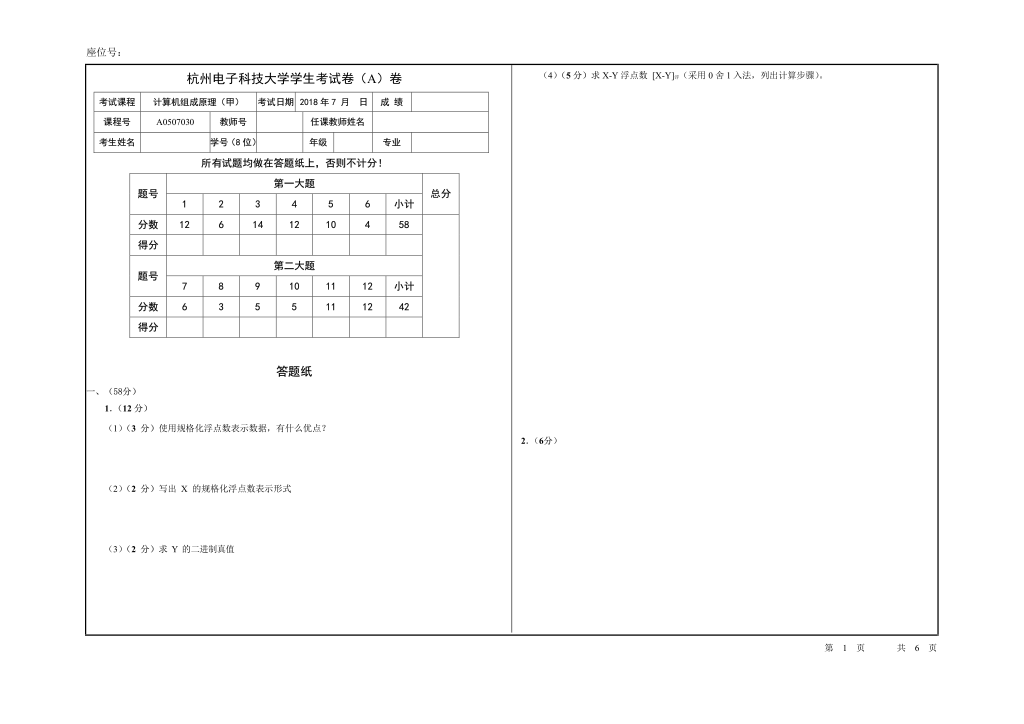 座位号：
杭州电子科技大学学生考试卷（A）卷
考试课程 计算机组成原理（甲） 考试日期 2018 年 7 月 日 成 绩
课程号 A0507030 教师号 任课教师姓名
考生姓名 学号（8 位） 年级 专业
所有试题均做在答题纸上，否则不计分！
题号 第一大题 总分
1 2 3 4 5 6 小计
分数 12 6 14 12 10 4 58
得分
题号 第二大题
7 8 9 10 11 12 小计
分数 6 3 5 5 11 12 42
得分
答题纸
一、（58分）
1．（12 分）
（1）（3 分）使用规格化浮点数表示数据，有什么优点？
（2）（2 分）写出 X 的规格化浮点数表示形式
（3）（2 分）求 Y 的二进制真值
（4）（5 分）求 X-Y 浮点数 [X-Y]浮（采用 0 舍 1 入法，列出计算步骤）。
2．（6分）
第 1 页 共 6 页